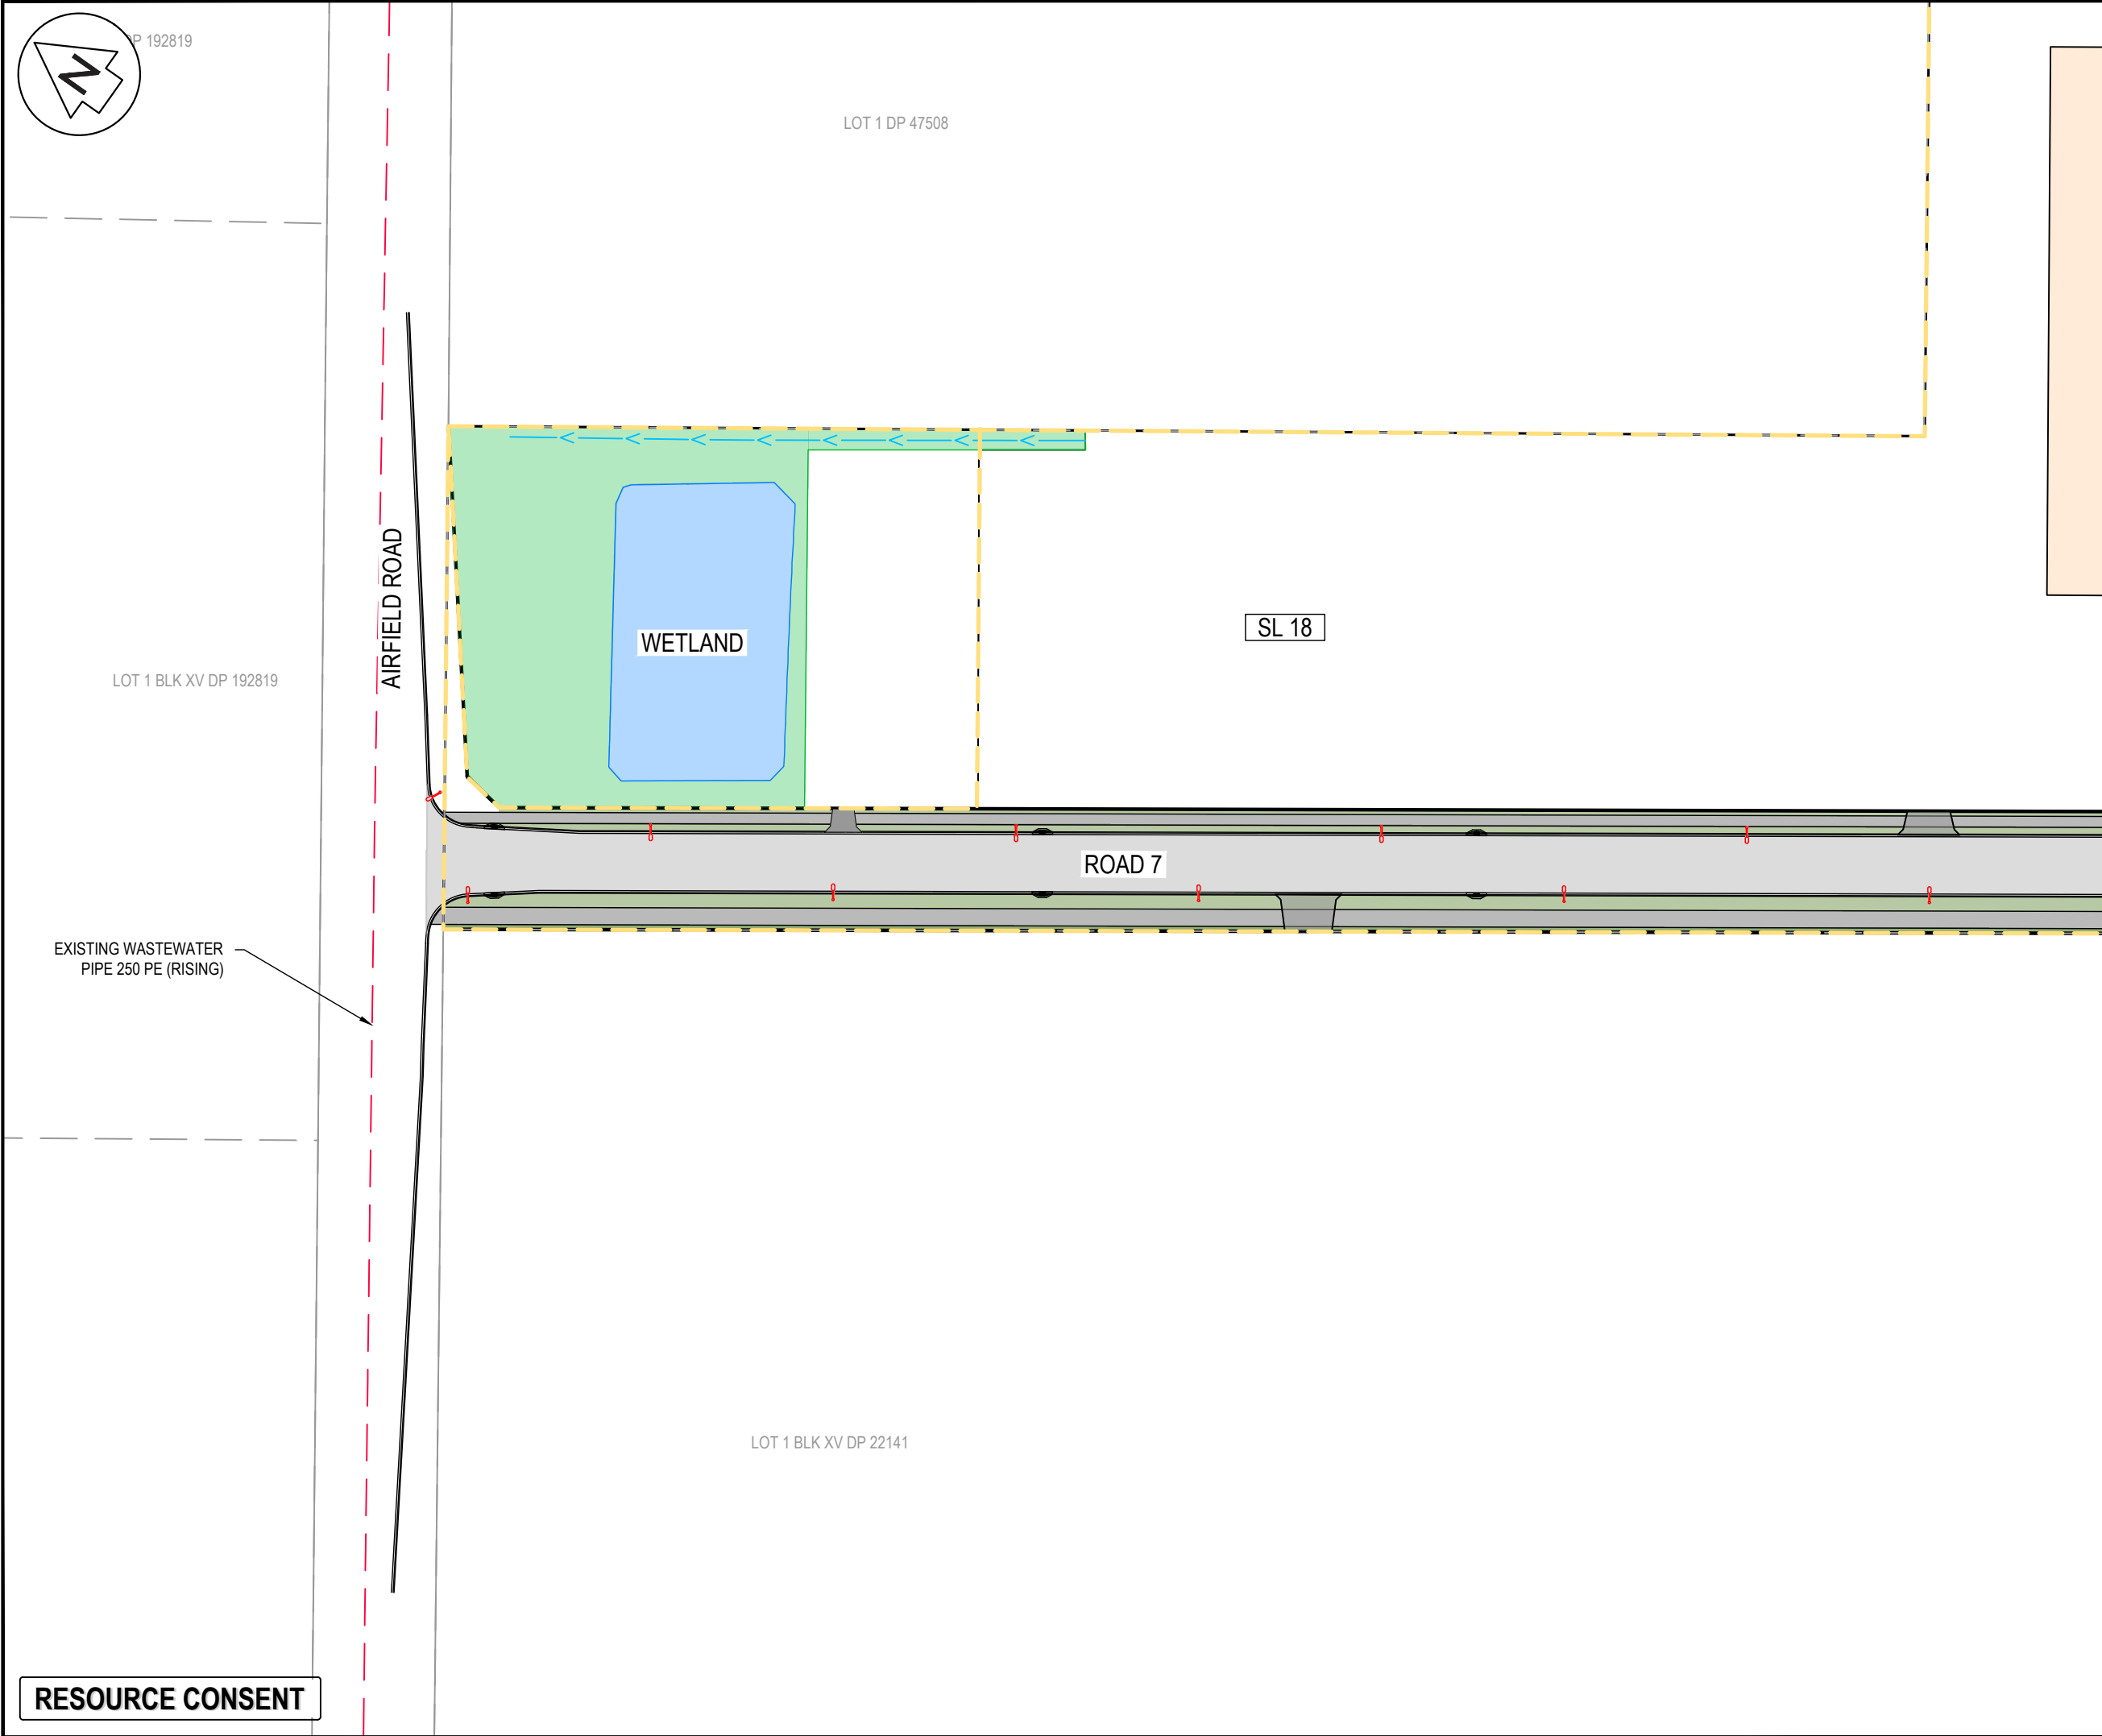 DP 192819
N
LOT 1 DP 47508
AIRFIELD ROAD
WETLAND
SL 18
LOT 1 BLK XV DP 192819
ROAD 7
EXISTING WASTEWATER
PIPE 250 PE (RISING)
LOT 1 BLK XV DP 22141
RESOURCE CONSENT